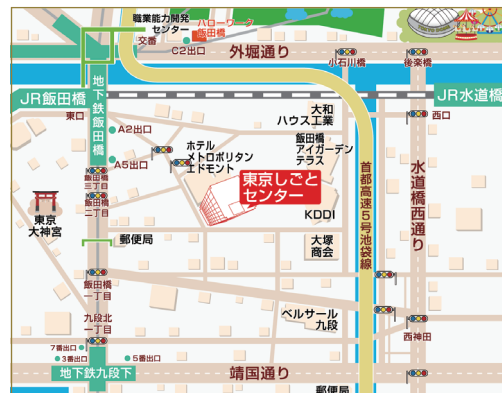 職業能力開発
センター
ハローワーク
飯田橋
交番
C2出口
外堀通り
小石川橋
後楽橋
JR飯田橋
地下鉄飯田橋
JR水道橋
東口
西口
A2出口
大和
ハウス工業
ホテル
メトロポリタン
エドモント
飯田橋
アイガーデン
テラス
A5出口
飯田橋
三丁目
東京しごと
センター
首都高速5号池袋線
水道橋西通り
飯田橋
二丁目
東京
大神宮
KDDI
郵便局
大塚
商会
飯田橋
一丁目
ベルサール
九段
九段北
一丁目
西神田
7番出口
3番出口
5番出口
地下鉄九段下
靖国通り
郵便局